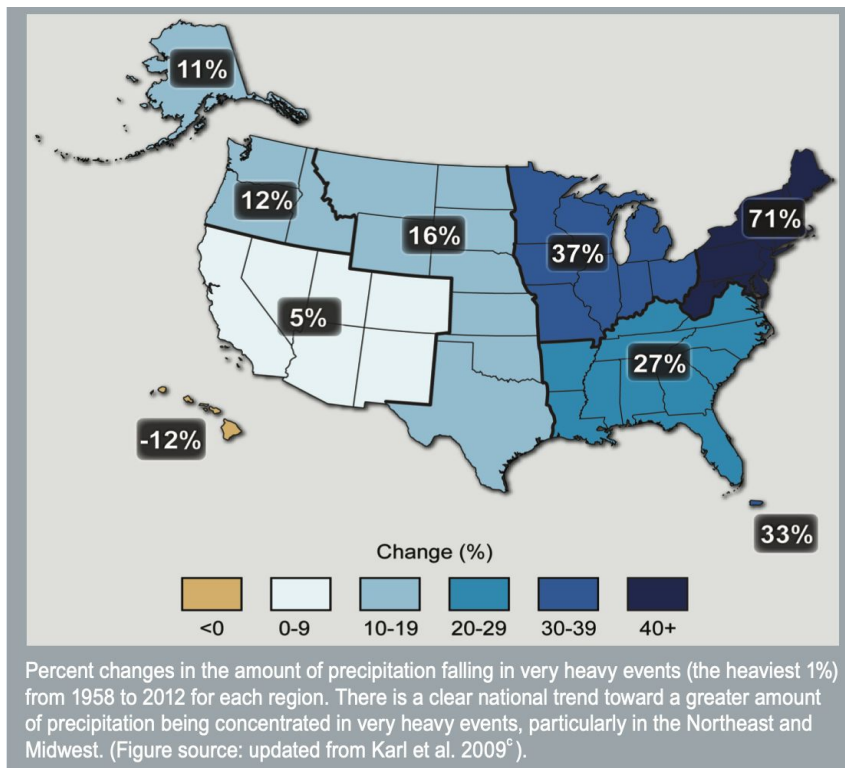 11%
12%
16%
37%
71%
5%
27%
-12%
33%
Change (%)
<0 0-9 10-19 20-29 30-39 40+
Percent changes in the amount of precipitation falling in very heavy events (the heaviest 1%)
from 1958 to 2012 for each region. There is a clear national trend toward a greater amount
of precipitation being concentrated in very heavy events, particularly in the Northeast and
Midwest. (Figure source: updated from Karl et al. 2009ᶜ).